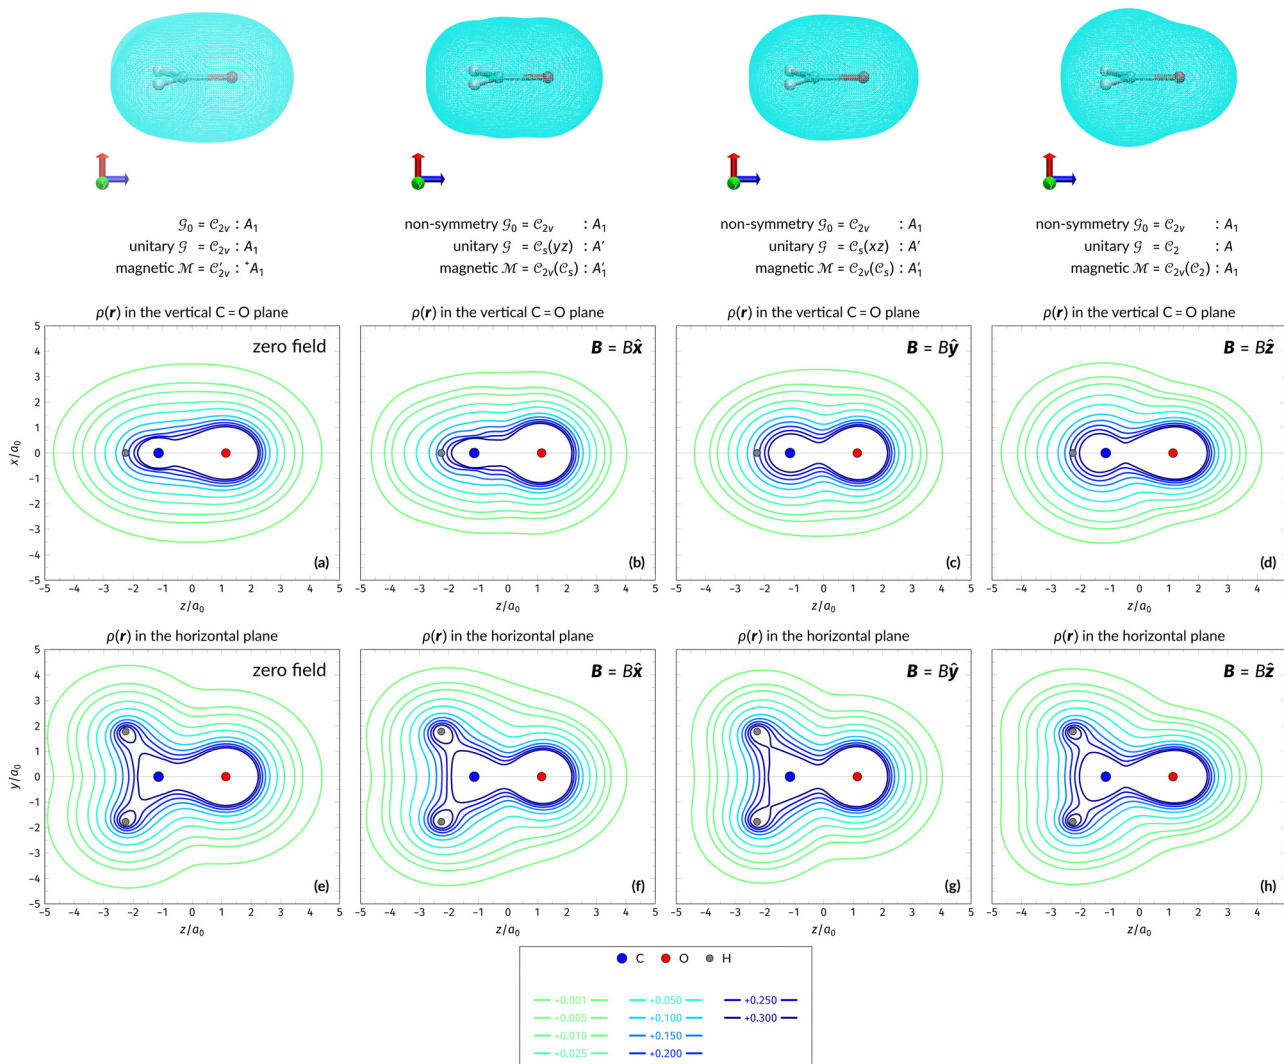 y
y
y
y
𝒢₀ = 𝒞₂ᵥ : A₁
unitary 𝒢 = 𝒞₂ᵥ : A₁
magnetic ℳ = 𝒞′₂ᵥ : ⁺A₁
non-symmetry 𝒢₀ = 𝒞₂ᵥ : A₁
unitary 𝒢 = 𝒞ₛ(yz) : A′
magnetic ℳ = 𝒞₂ᵥ(𝒞ₛ) : A′₁
non-symmetry 𝒢₀ = 𝒞₂ᵥ : A₁
unitary 𝒢 = 𝒞ₛ(xz) : A′
magnetic ℳ = 𝒞₂ᵥ(𝒞ₛ) : A′₁
non-symmetry 𝒢₀ = 𝒞₂ᵥ : A₁
unitary 𝒢 = 𝒞₂ : A
magnetic ℳ = 𝒞₂ᵥ(𝒞₂) : A₁
ρ(r) in the vertical C = O plane
ρ(r) in the vertical C = O plane
ρ(r) in the vertical C = O plane
ρ(r) in the vertical C = O plane
zero field
B = Bx̂
B = Bŷ
B = Bẑ
x/a₀
5
4
3
2
1
0
−1
−2
−3
−4
−5
(a)
(b)
(c)
(d)
−5 −4 −3 −2 −1 0 1 2 3 4 5
−4 −3 −2 −1 0 1 2 3 4 5
−4 −3 −2 −1 0 1 2 3 4 5
−5 −4 −3 −2 −1 0 1 2 3 4
z/a₀
z/a₀
z/a₀
z/a₀
ρ(r) in the horizontal plane
ρ(r) in the horizontal plane
ρ(r) in the horizontal plane
ρ(r) in the horizontal plane
zero field
B = Bx̂
B = Bŷ
B = Bẑ
y/a₀
5
4
3
2
1
0
−1
−2
−3
−4
−5
(e)
(f)
(g)
(h)
−5 −4 −3 −2 −1 0 1 2 3 4 5
−4 −3 −2 −1 0 1 2 3 4 5
−4 −3 −2 −1 0 1 2 3 4 5
−5 −4 −3 −2 −1 0 1 2 3 4
z/a₀
z/a₀
z/a₀
z/a₀
C O H
+0.001 +0.050 +0.250
+0.005 +0.100 +0.300
+0.010 +0.150
+0.025 +0.200